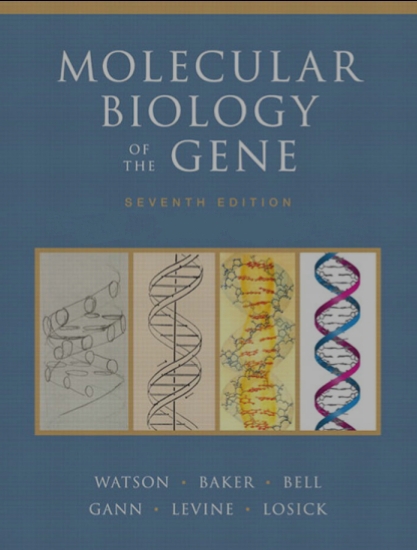 MOLECULAR
BIOLOGY
OF THE GENE
SEVENTH EDITION
WATSON • BAKER • BELL
GANN • LEVINE • LOSICK